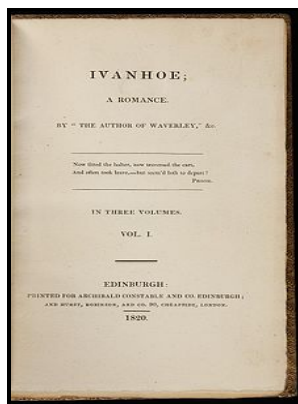 IVANHOE;
A ROMANCE.
BY “ THE AUTHOR OF WAVERLEY,” &c.
Now fitted the halter, now traversed the cart,
And often took leave,—but seem’d loth to depart!
PRIOR.
IN THREE VOLUMES.
VOL. I.
EDINBURGH:
PRINTED FOR ARCHIBALD CONSTABLE AND CO. EDINBURGH;
AND HURST, ROBINSON, AND CO. 90, CHEAPSIDE, LONDON.
1820.